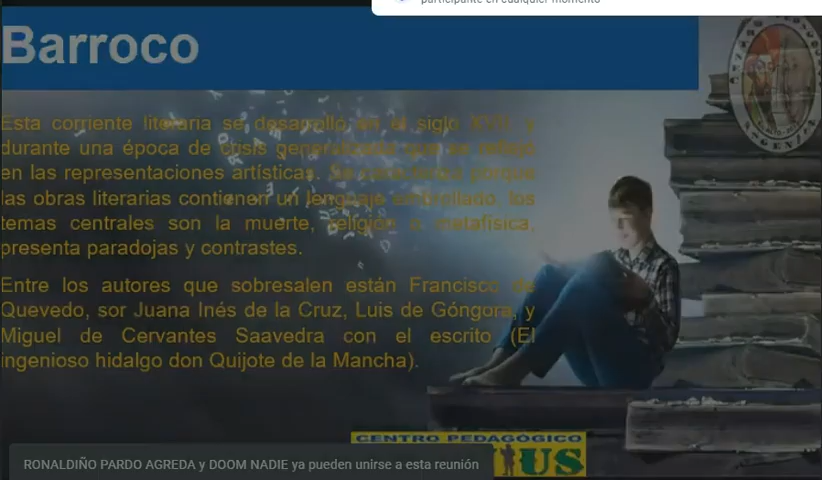 participante en cualquier momento
Barroco
Esta corriente literaria se desarrolló en el siglo XVII y
durante una época de crisis generalizada que se reflejó
en las representaciones artísticas. Se caracteriza porque
las obras literarias contienen un lenguaje embrollado, los
temas centrales son la muerte, religión o metafísica,
presenta paradojas y contrastes.
Entre los autores que sobresalen están Francisco de
Quevedo, sor Juana Inés de la Cruz, Luis de Góngora, y
Miguel de Cervantes Saavedra con el escrito (El
ingenioso hidalgo don Quijote de la Mancha).
CENTRO PEDAGÓGICO
IUS
RONALDIÑO PARDO AGREDA y DOOM NADIE ya pueden unirse a esta reunión